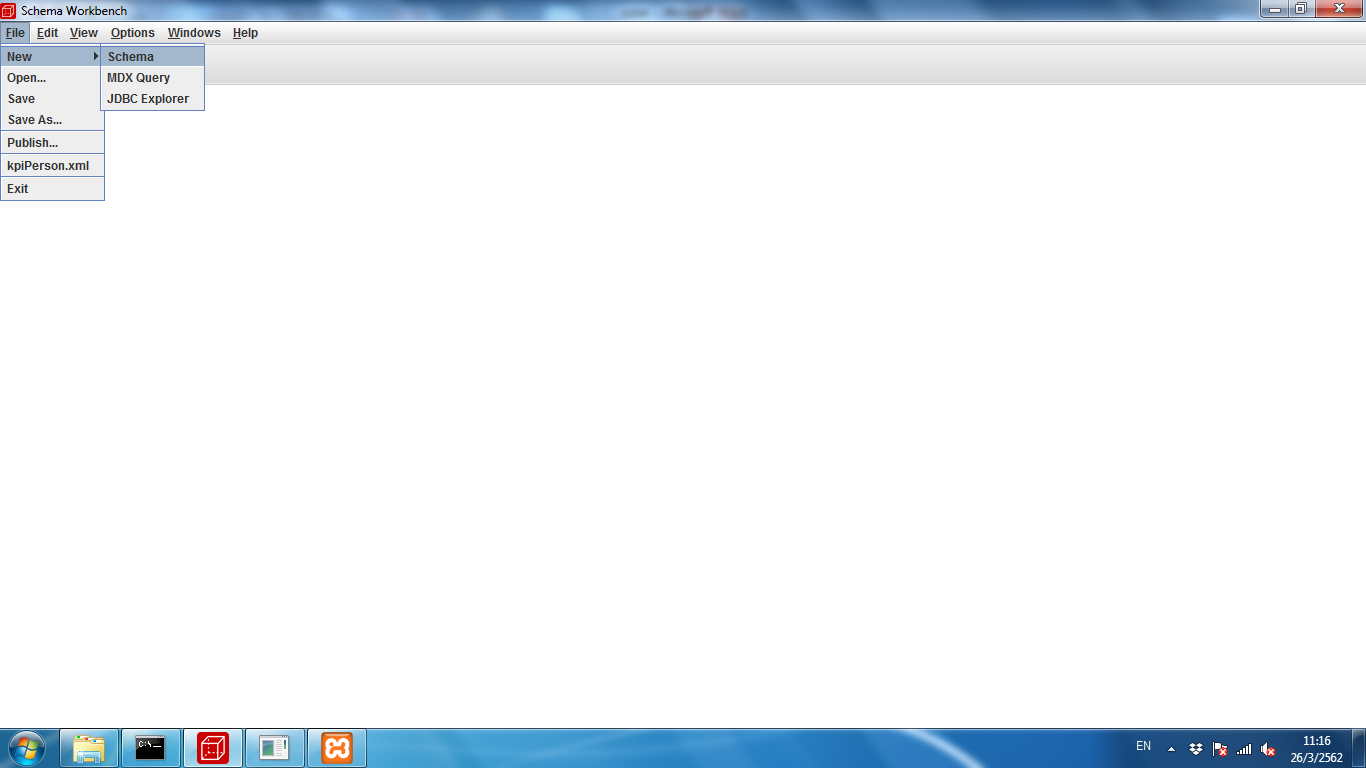 Schema Workbench
File Edit View Options Windows Help
New Schema
Open... MDX Query
Save JDBC Explorer
Save As...
Publish...
kpiPerson.xml
Exit
C:\
EN
11:16
26/3/2562